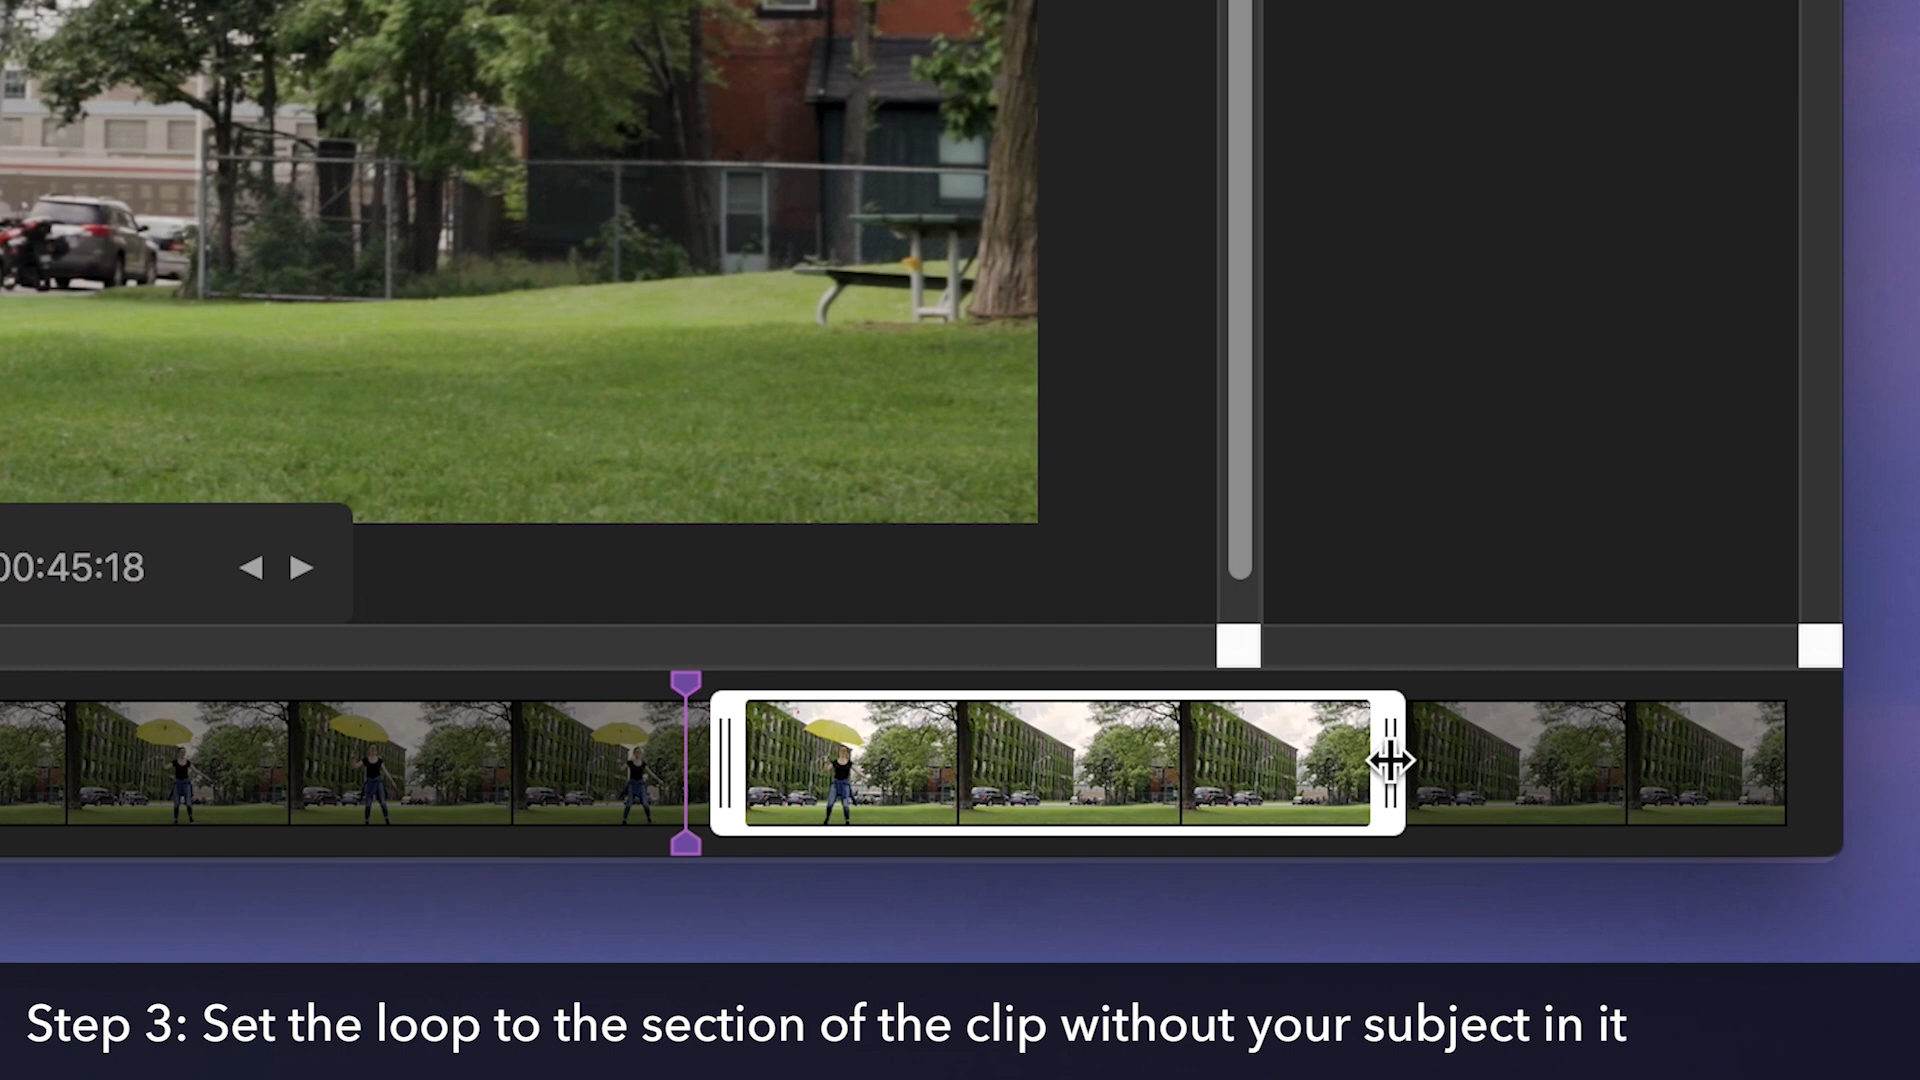 00:45:18
Step 3: Set the loop to the section of the clip without your subject in it